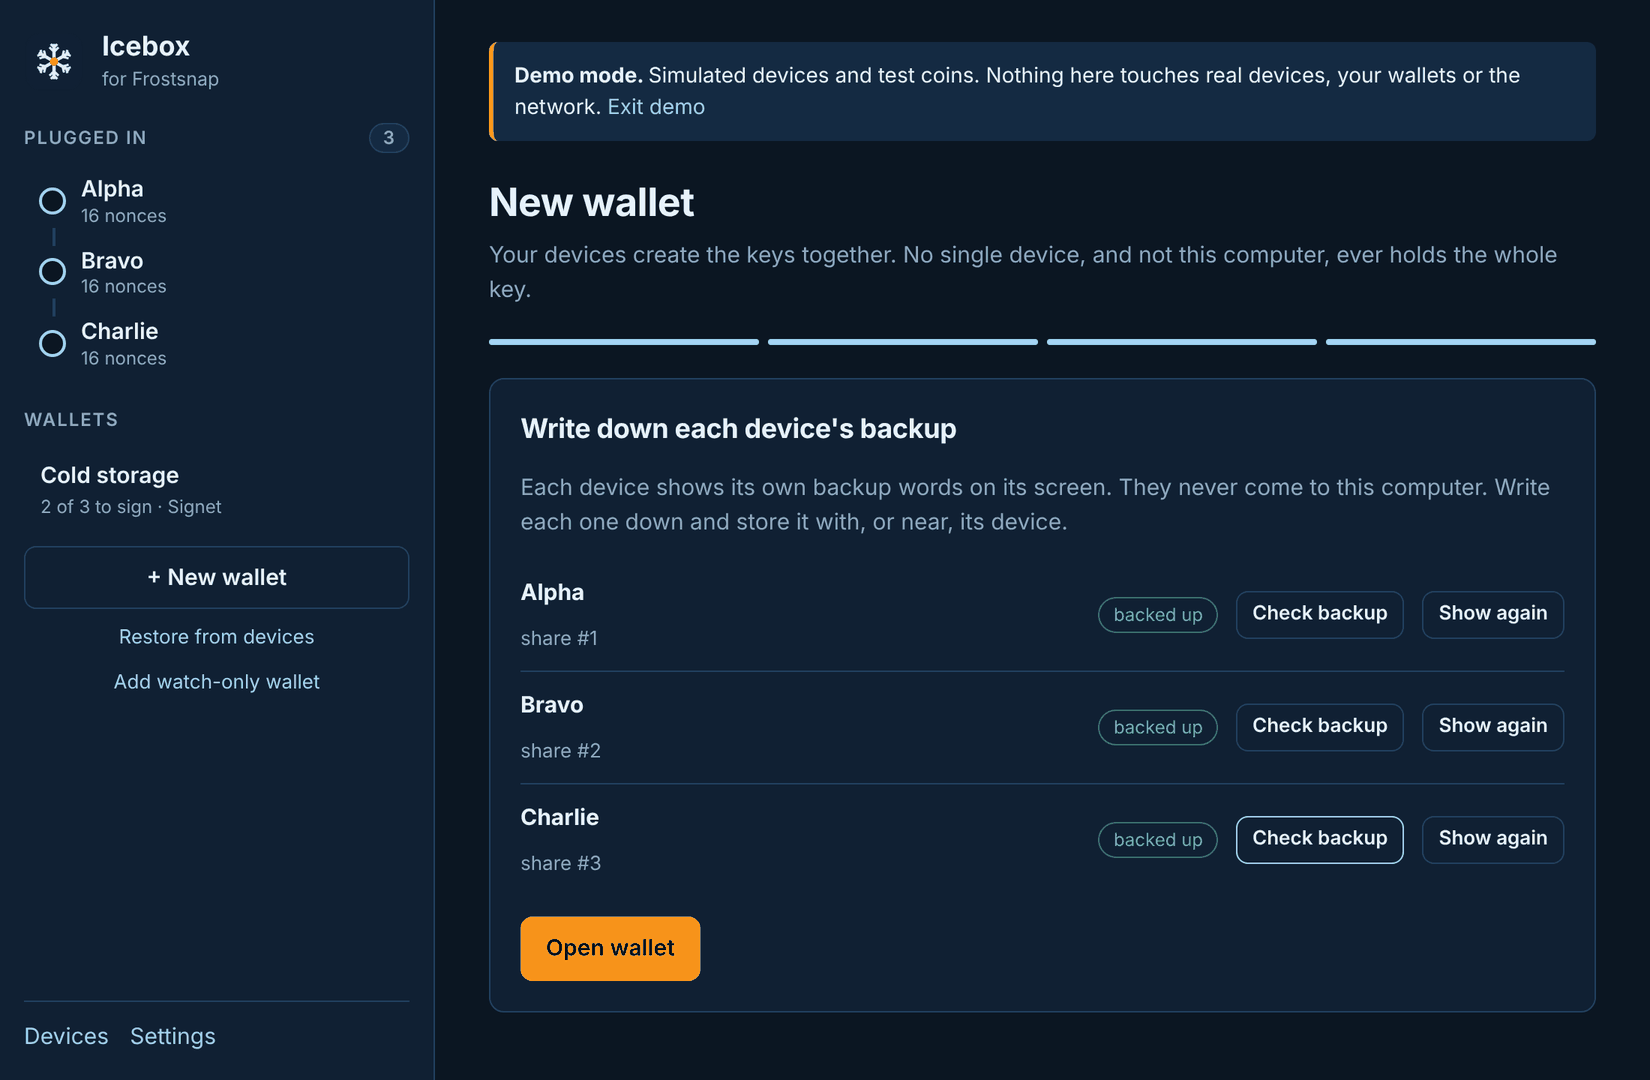 Icebox
for Frostsnap
PLUGGED IN
3
Alpha
16 nonces
Bravo
16 nonces
Charlie
16 nonces
WALLETS
Cold storage
2 of 3 to sign · Signet
+ New wallet
Restore from devices
Add watch-only wallet
Devices
Settings
Demo mode. Simulated devices and test coins. Nothing here touches real devices, your wallets or the
network. Exit demo
New wallet
Your devices create the keys together. No single device, and not this computer, ever holds the whole
key.
Write down each device's backup
Each device shows its own backup words on its screen. They never come to this computer. Write
each one down and store it with, or near, its device.
Alpha
share #1
backed up
Check backup
Show again
Bravo
share #2
backed up
Check backup
Show again
Charlie
share #3
backed up
Check backup
Show again
Open wallet